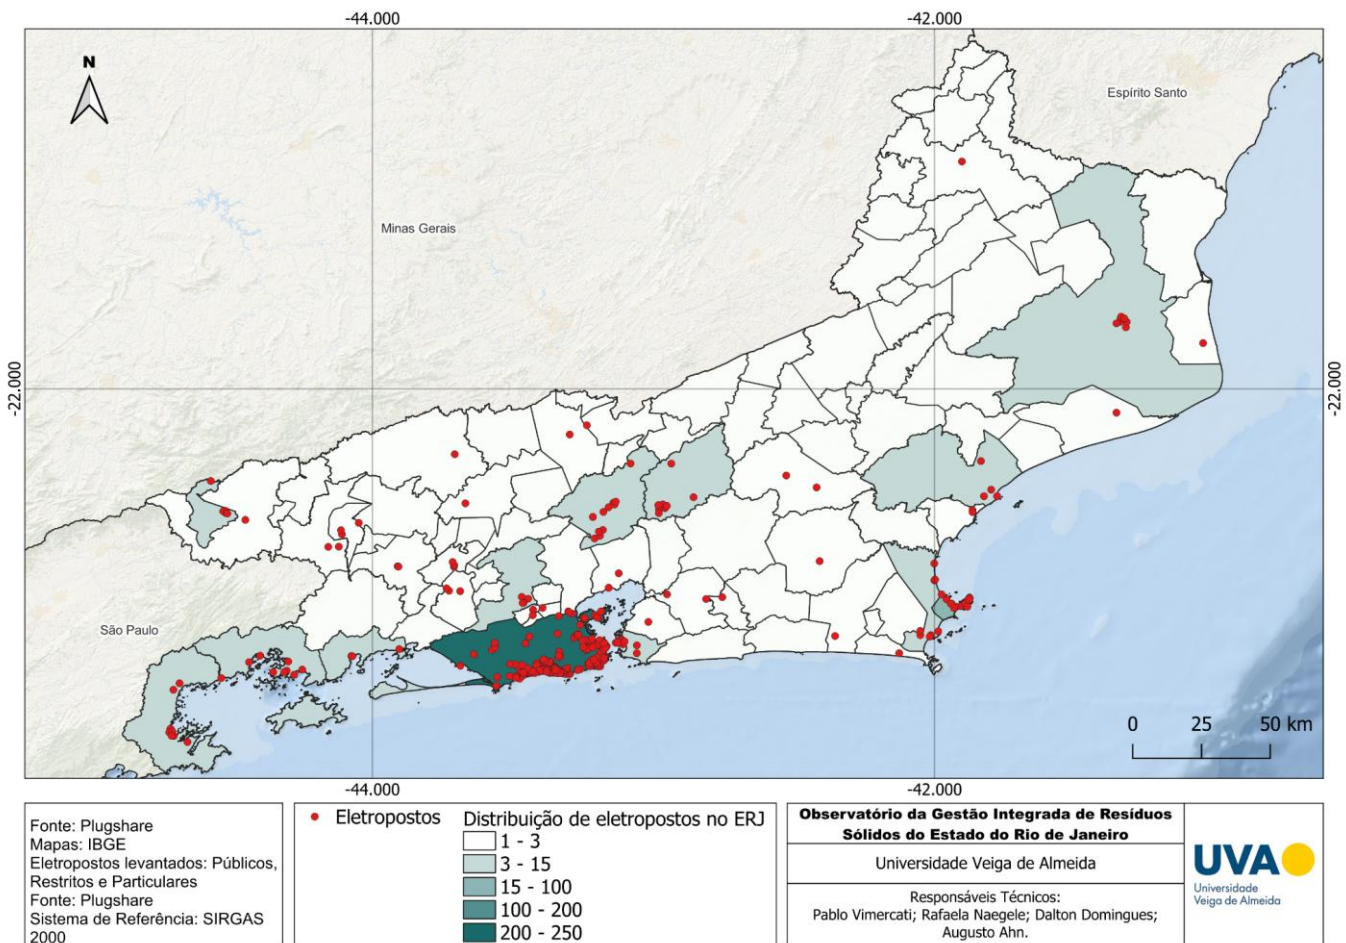 -44.000
-42.000
N
Espírito Santo
Minas Gerais
-22.000
-22.000
São Paulo
0 25 50 km
-44.000
-42.000
Fonte: Plugshare
Mapas: IBGE
Eletropostos levantados: Públicos,
Restritos e Particulares
Fonte: Plugshare
Sistema de Referência: SIRGAS
2000
Eletropostos
Distribuição de eletropostos no ERJ
1 - 3
3 - 15
15 - 100
100 - 200
200 - 250
Observatório da Gestão Integrada de Resíduos
Sólidos do Estado do Rio de Janeiro
Universidade Veiga de Almeida
Responsáveis Técnicos:
Pablo Vimercati; Rafaela Naegele; Dalton Domingues;
Augusto Ahn.
UVA
Universidade
Veiga de Almeida